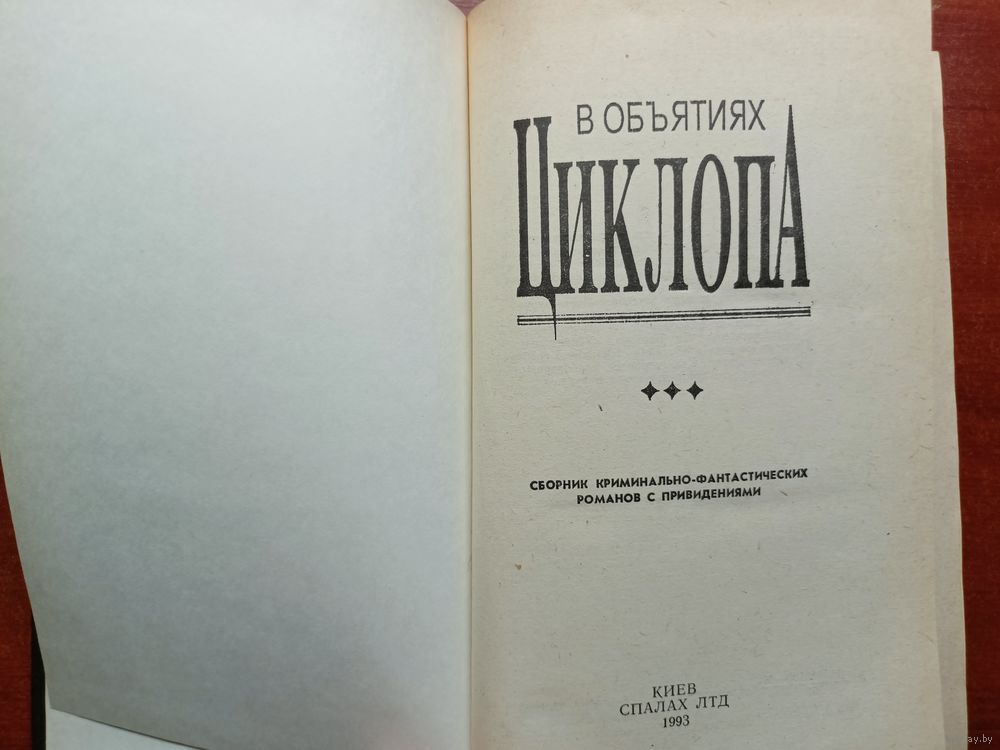 В ОБЪЯТИЯХ
ЦИКЛОПА
СБОРНИК КРИМИНАЛЬНО-ФАНТАСТИЧЕСКИХ
РОМАНОВ С ПРИВИДЕНИЯМИ
КИЕВ
СПАЛАХ ЛТД
1993